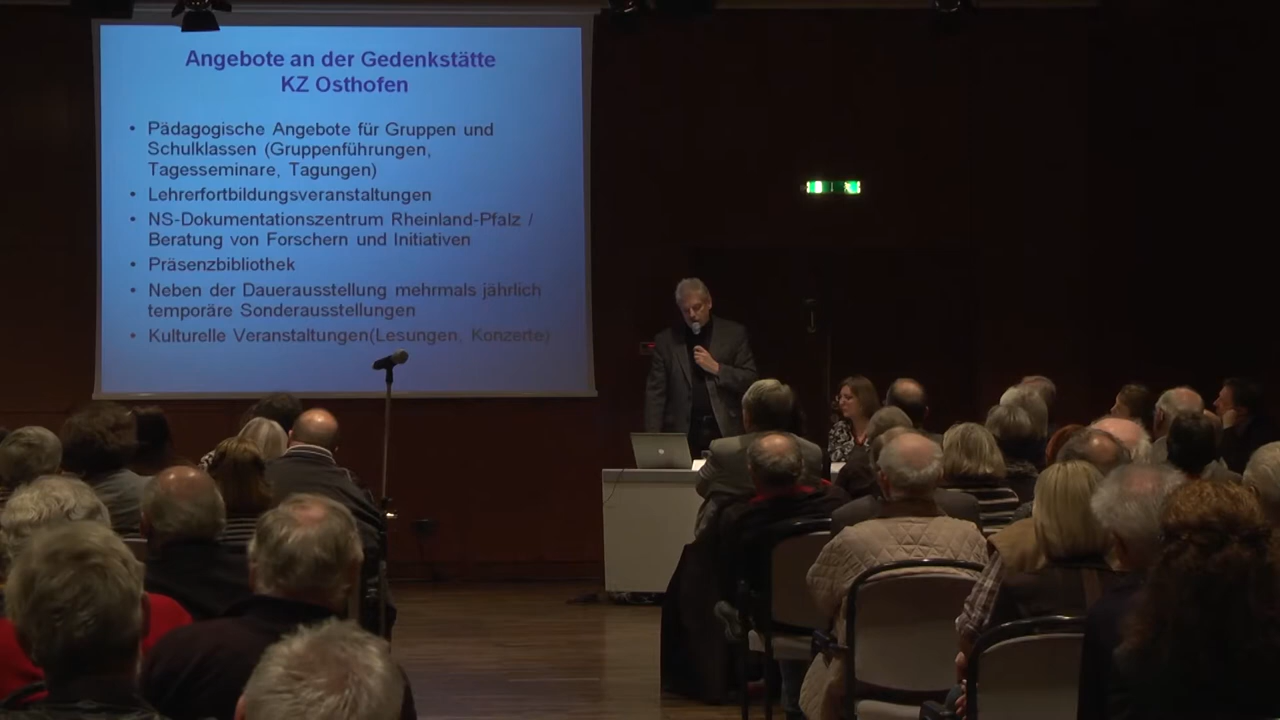 Angebote an der Gedenkstätte
KZ Osthofen
• Pädagogische Angebote für Gruppen und
Schulklassen (Gruppenführungen,
Tagesseminare, Tagungen)
• Lehrerfortbildungsveranstaltungen
• NS-Dokumentationszentrum Rheinland-Pfalz /
Beratung von Forschern und Initiativen
• Präsenzbibliothek
• Neben der Dauerausstellung mehrmals jährlich
temporäre Sonderausstellungen
• Kulturelle Veranstaltungen(Lesungen, Konzerte)